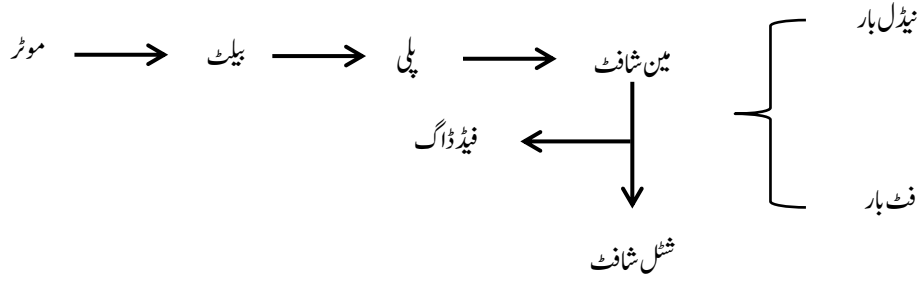 نیڈل بار
موٹر
بیلٹ
پلی
مین شافٹ
فیڈ ڈاگ
فٹ بار
شٹل شافٹ